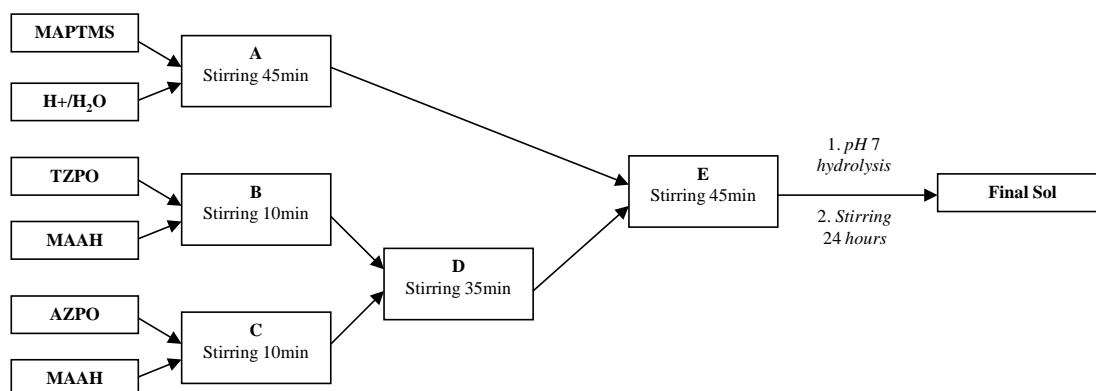 MAPTMS
H+/H₂O
A
Stirring 45min
TZPO
MAAH
B
Stirring 10min
AZPO
MAAH
C
Stirring 10min
D
Stirring 35min
E
Stirring 45min
1. pH 7
hydrolysis
2. Stirring
24 hours
Final Sol